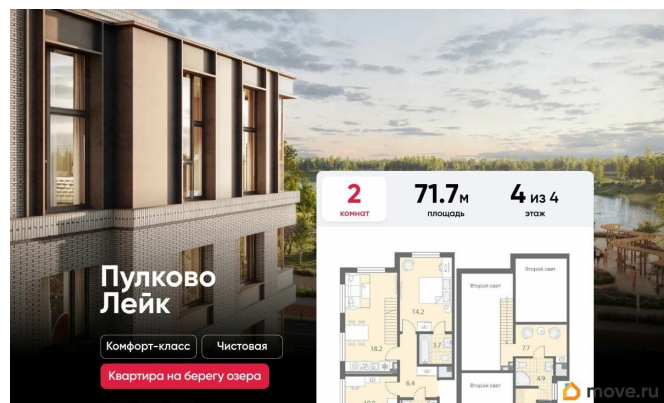 2
комнат
71.7м
площадь
4 из 4
этаж
Пулково
Лейк
Комфорт-класс
Чистовая
Квартира на берегу озера
14.2
18.2
3.7
6.4
Второй свет
Второй свет
7.7
4.9
Второй свет
move.ru